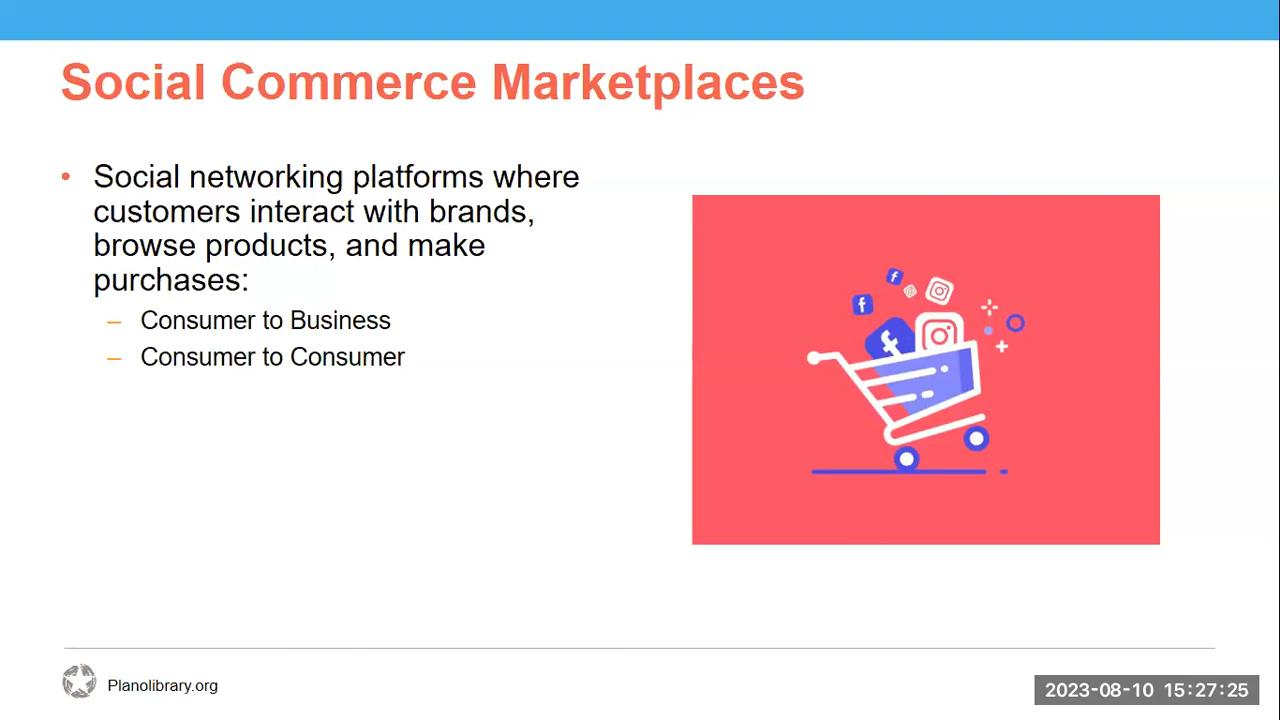 Social Commerce Marketplaces
• Social networking platforms where
customers interact with brands,
browse products, and make
purchases:
– Consumer to Business
– Consumer to Consumer
Planolibrary.org
2023-08-10 15:27:25